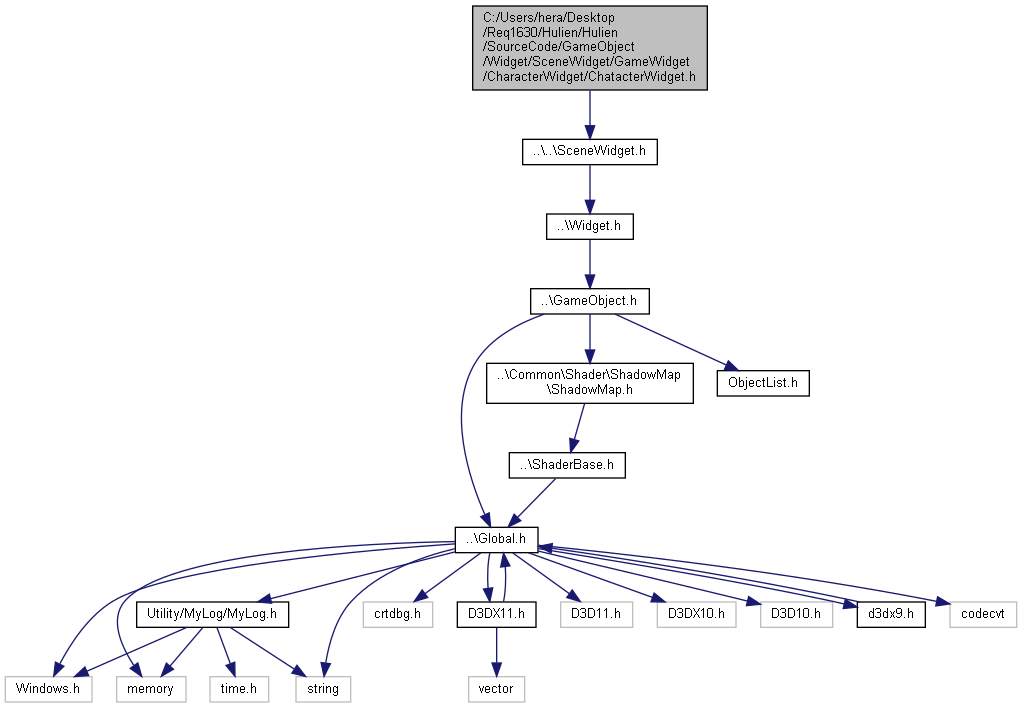 C:/Users/hera/Desktop
/Req1630/Hulien/Hulien
/SourceCode/GameObject
/Widget/SceneWidget/GameWidget
/CharacterWidget/ChatacterWidget.h
..\..\SceneWidget.h
..\Widget.h
..\GameObject.h
..\Common\Shader\ShadowMap
\ShadowMap.h
ObjectList.h
..\ShaderBase.h
..\Global.h
Utility/MyLog/MyLog.h
crtdbg.h
D3DX11.h
D3D11.h
D3DX10.h
D3D10.h
d3dx9.h
codecvt
Windows.h
memory
time.h
string
vector